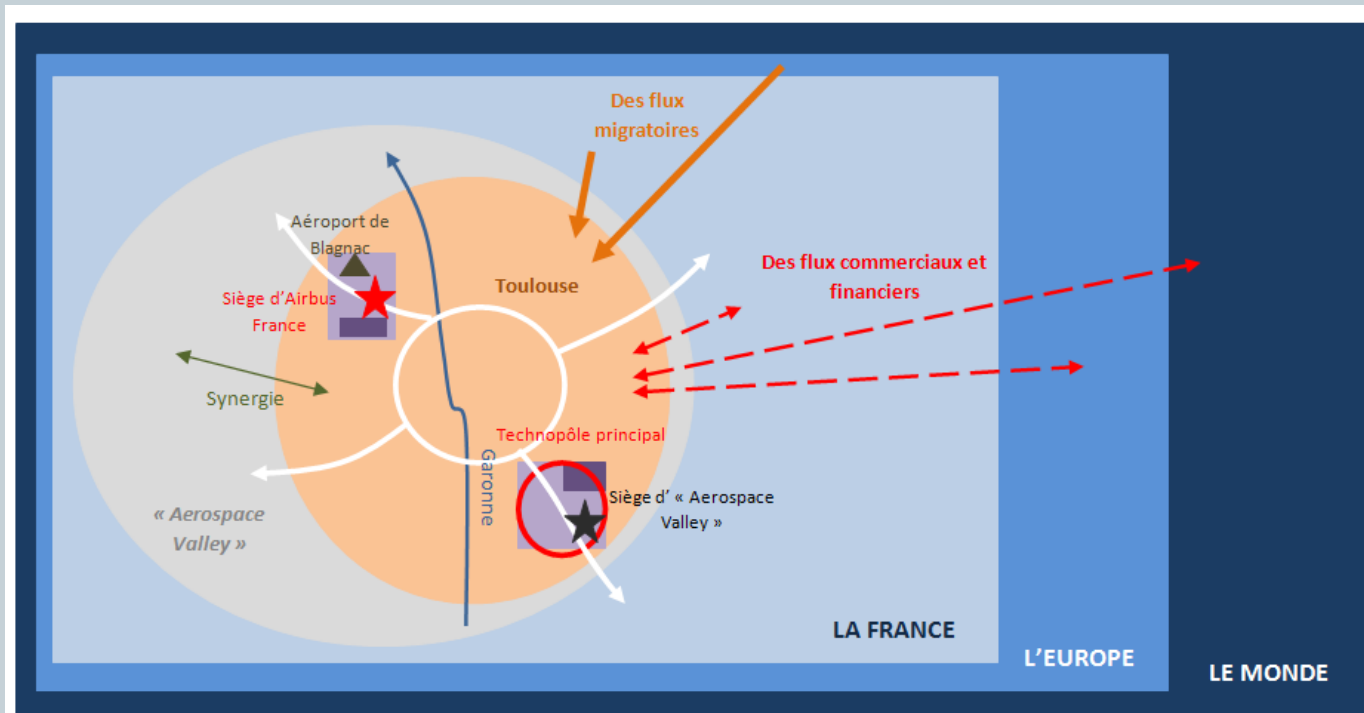 Des flux
migratoires
Aéroport de
Blagnac
Toulouse
Des flux commerciaux et
financiers
Siège d'Airbus
France
Synergie
Technopôle principal
Garonne
Siège d' « Aerospace
Valley »
« Aerospace
Valley »
LA FRANCE
L'EUROPE
LE MONDE